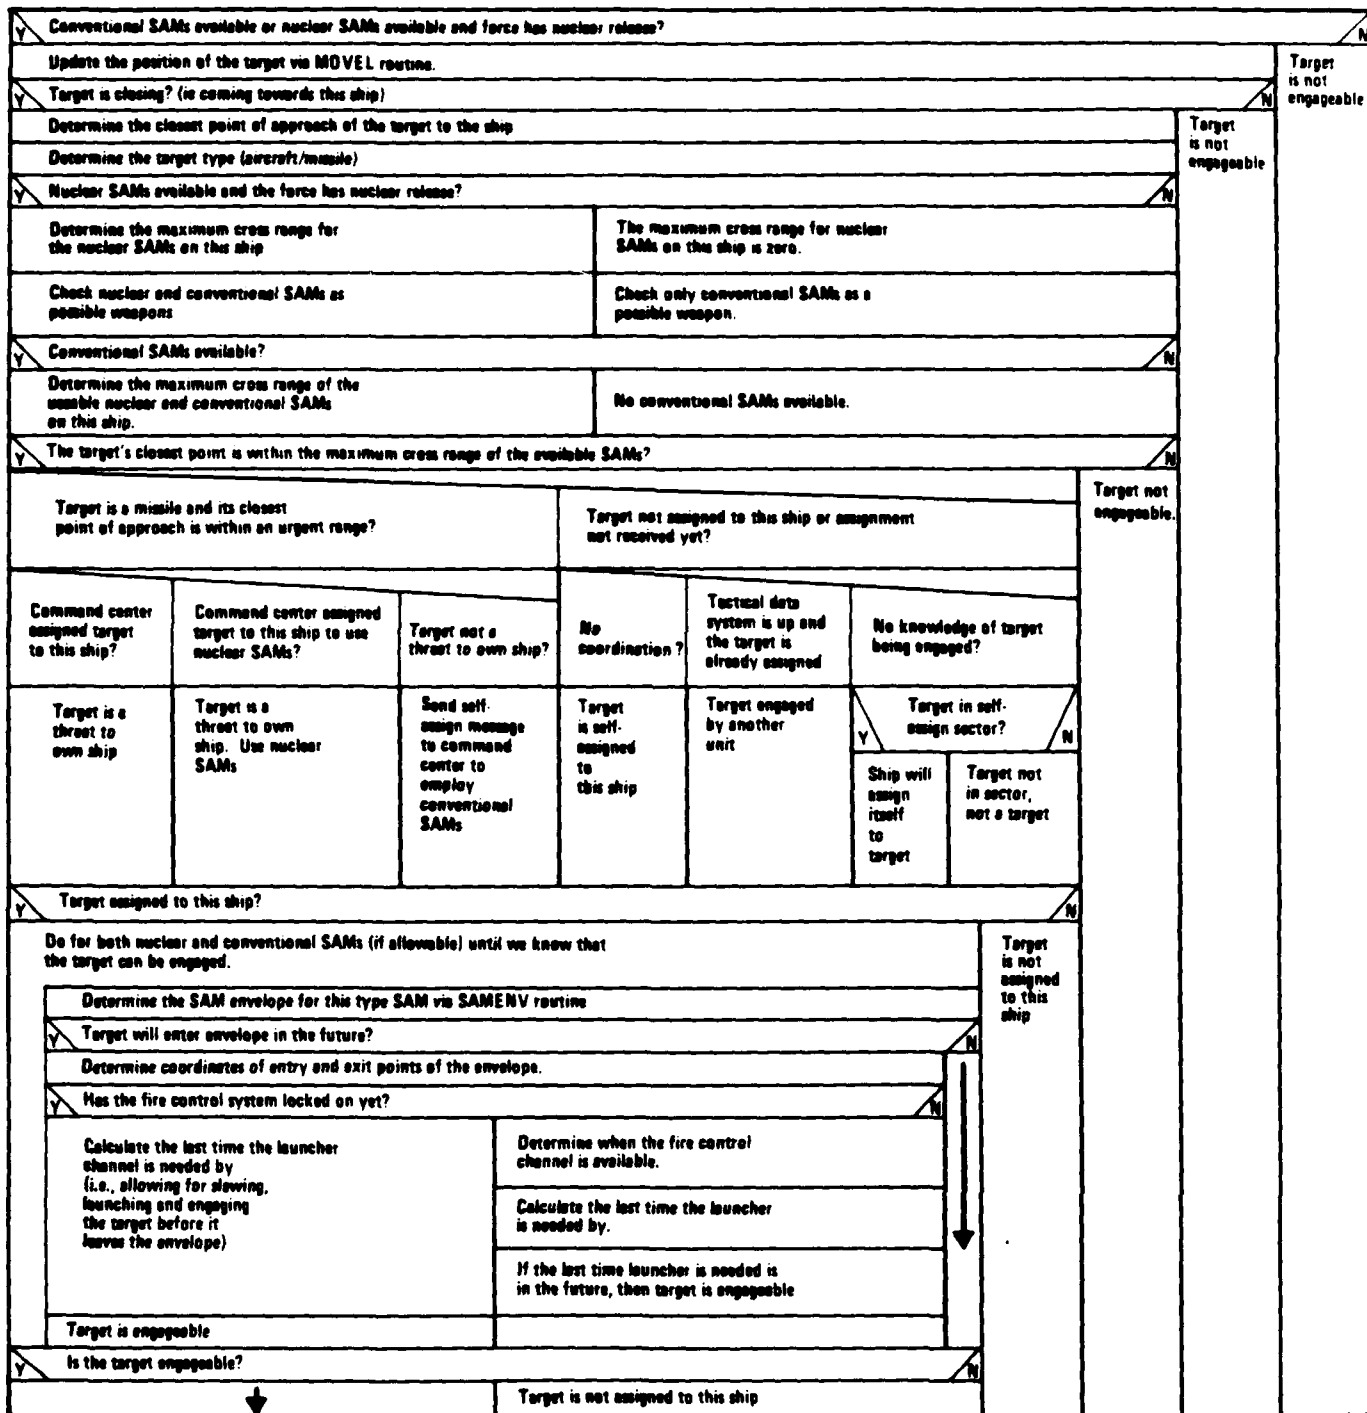 Y Conventional SAMs available or nuclear SAMs available and force has nuclear release? N
Update the position of the target via MOVEL routine.
Target
is not
engageable
Y Target is closing? (ie coming towards this ship) N
Determine the closest point of approach of the target to the ship
Target
is not
engageable
Determine the target type (aircraft/missile)
Y Nuclear SAMs available and the force has nuclear release? N
Determine the maximum cross range for
the nuclear SAMs on this ship
The maximum cross range for nuclear
SAMs on this ship is zero.
Check nuclear and conventional SAMs as
possible weapons
Check only conventional SAMs as a
possible weapon.
Y Conventional SAMs available? N
Determine the maximum cross range of the
usable nuclear and conventional SAMs
on this ship.
No conventional SAMs available.
Y The target's closest point is within the maximum cross range of the available SAMs? N
Target is a missile and its closest
point of approach is within an urgent range?
Target not assigned to this ship or assignment
not received yet?
Target not
engageable.
Command center
assigned target
to this ship?
Command center assigned
target to this ship to use
nuclear SAMs?
Target not a
threat to own ship?
No
coordination?
Tactical data
system is up and
the target is
already assigned
No knowledge of target
being engaged?
Target is a
threat to
own ship
Target is a
threat to own
ship. Use nuclear
SAMs
Send self-
assign message
to command
center to
employ
conventional
SAMs
Target
is self-
assigned
to
this ship
Target engaged
by another
unit
Y Target in self-
assign sector? N
Ship will
assign
itself
to
target
Target not
in sector,
not a target
Y Target assigned to this ship? N
Do for both nuclear and conventional SAMs (if allowable) until we know that
the target can be engaged.
Target
is not
assigned
to this
ship
Determine the SAM envelope for this type SAM via SAMENV routine
Y Target will enter envelope in the future? N
Determine coordinates of entry and exit points of the envelope.
Y Has the fire control system locked on yet? N
Calculate the last time the launcher
channel is needed by
(i.e., allowing for slewing,
launching and engaging
the target before it
leaves the envelope)
Determine when the fire control
channel is available.
Calculate the last time the launcher
is needed by.
If the last time launcher is needed is
in the future, then target is engageable
Target is engageable
Y Is the target engageable? N
Target is not assigned to this ship